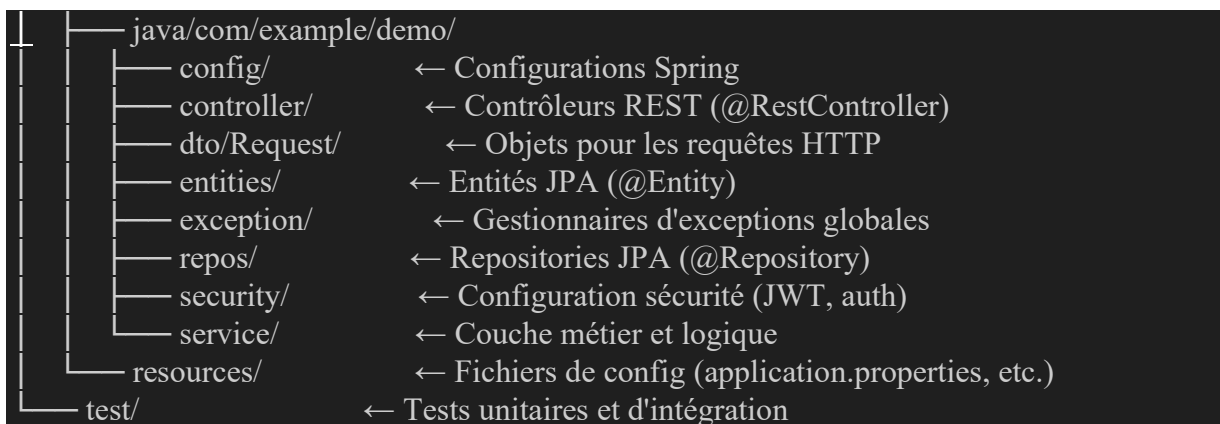 │   ├── java/com/example/demo/
│   │   ├── config/ ← Configurations Spring
│   │   ├── controller/ ← Contrôleurs REST (@RestController)
│   │   ├── dto/Request/ ← Objets pour les requêtes HTTP
│   │   ├── entities/ ← Entités JPA (@Entity)
│   │   ├── exception/ ← Gestionnaires d'exceptions globales
│   │   ├── repos/ ← Repositories JPA (@Repository)
│   │   ├── security/ ← Configuration sécurité (JWT, auth)
│   │   └── service/ ← Couche métier et logique
│   └── resources/ ← Fichiers de config (application.properties, etc.)
└── test/ ← Tests unitaires et d'intégration